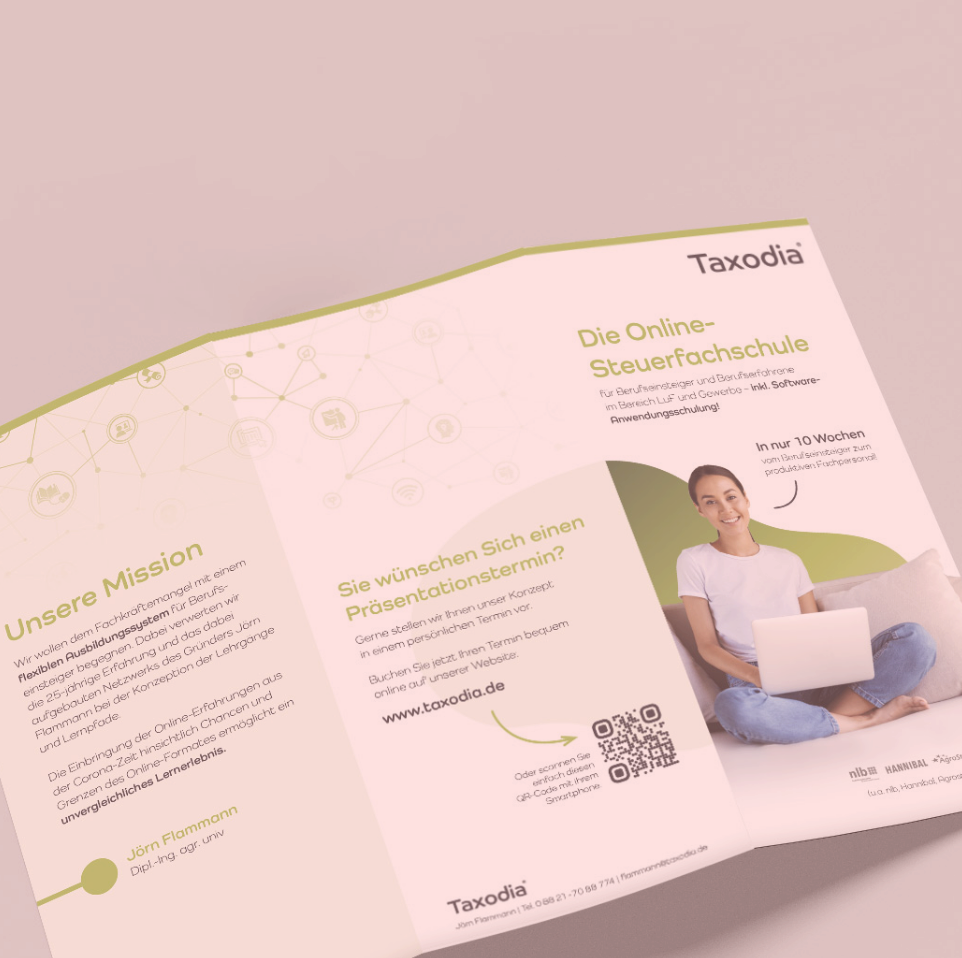 Unsere Mission
Wir wollen dem Fachkräftemangel mit einem
flexiblen Ausbildungssystem für Berufs-
einsteiger begegnen. Dabei verwerten wir
die 25-jährige Erfahrung und das dabei
aufgebauten Netzwerks des Gründers Jörn
Flammann bei der Konzeption der Lehrgänge
und Lernpfade.
Die Einbringung der Online-Erfahrungen aus
der Corona-Zeit hinsichtlich Chancen und
Grenzen des Online-Formates ermöglicht ein
unvergleichliches Lernerlebnis.
Jörn Flammann
Dipl.-Ing. agr. univ
Sie wünschen Sich einen
Präsentationstermin?
Gerne stellen wir Ihnen unser Konzept
in einem persönlichen Termin vor.
Buchen Sie jetzt Ihren Termin bequem
online auf unserer Website:
www.taxodia.de
Oder scannen Sie
einfach diesen
QR-Code mit Ihrem
Smartphone.
Taxodia®
Jörn Flammann | Tel. 0 88 21 - 70 88 774 | flammann@taxodia.de
Taxodia®
Die Online-
Steuerfachschule
für Berufseinsteiger und Berufserfahrene
im Bereich LuF und Gewerbe – inkl. Software-
Anwendungsschulung!
In nur 10 Wochen
vom Berufseinsteiger zum
produktiven Fachpersonal!
nlb HANNIBAL
(u.a. nlb, Hannibal,